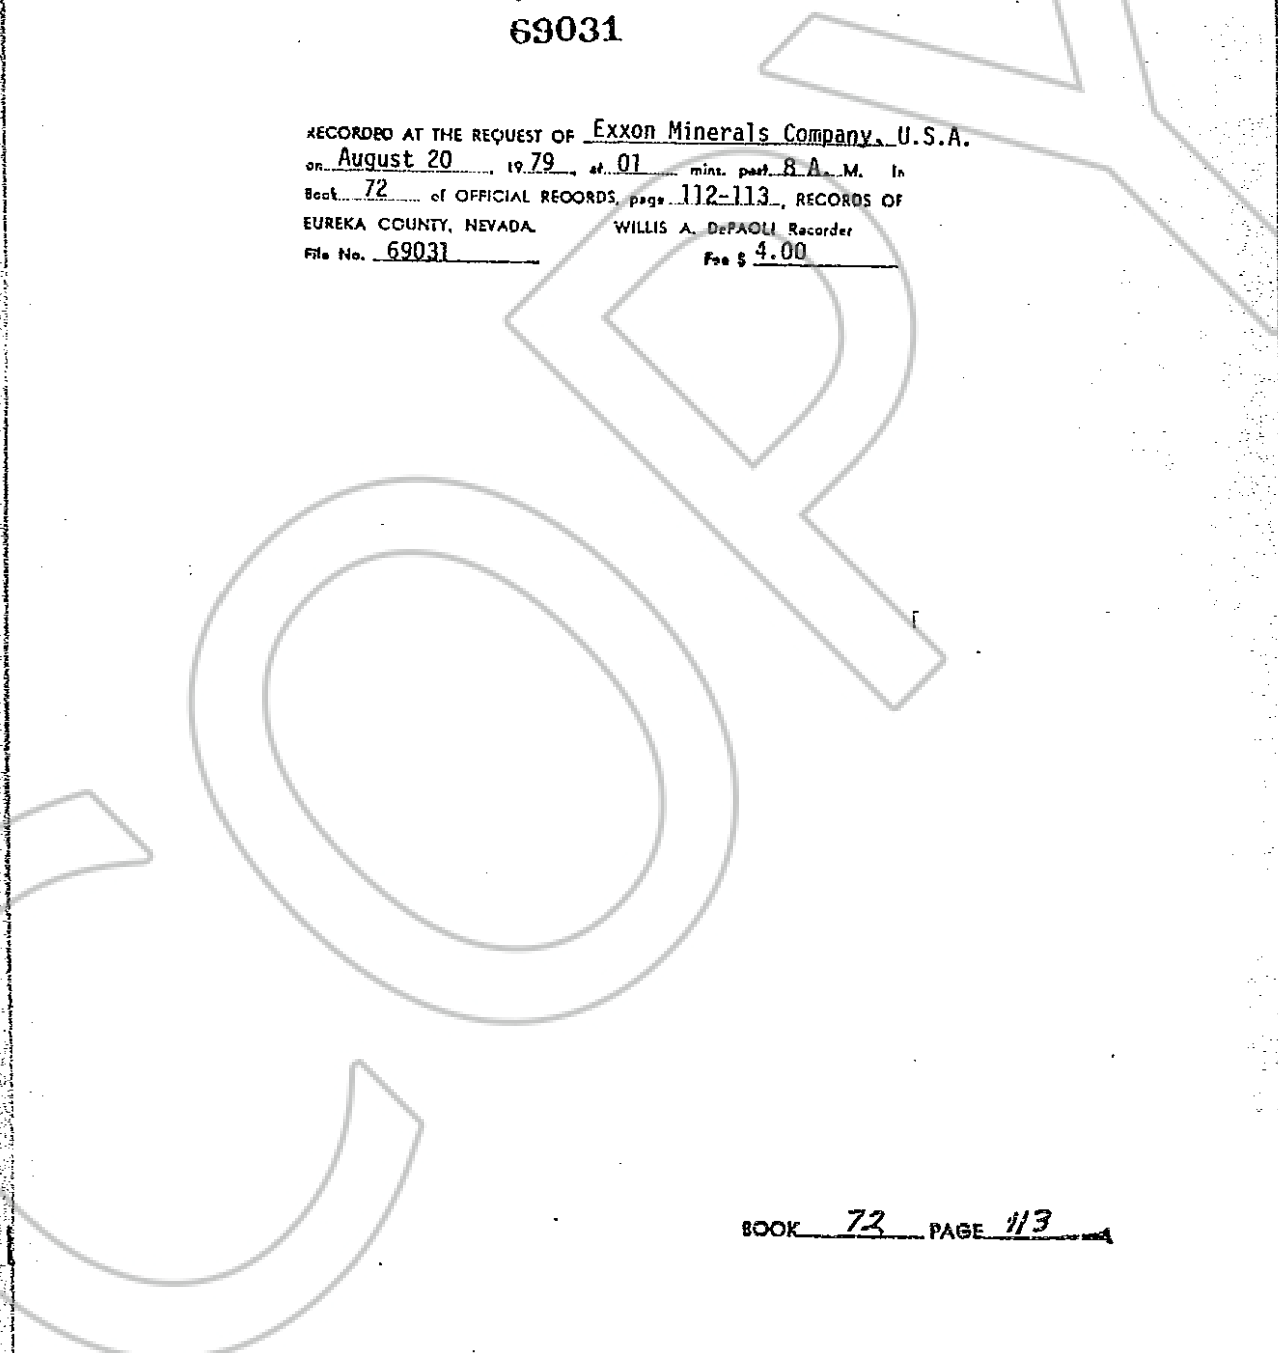 69031
RECORDED AT THE REQUEST OF Exxon Minerals Company, U.S.A.
on August 20, 19 79, at 01 mins. past 8 A. M. In
Book 72 of OFFICIAL RECORDS, page 112-113, RECORDS OF
EUREKA COUNTY, NEVADA. WILLIS A. DePAOLI Recorder
File No. 69031 Fee $ 4.00
COPY
BOOK 72 PAGE 113